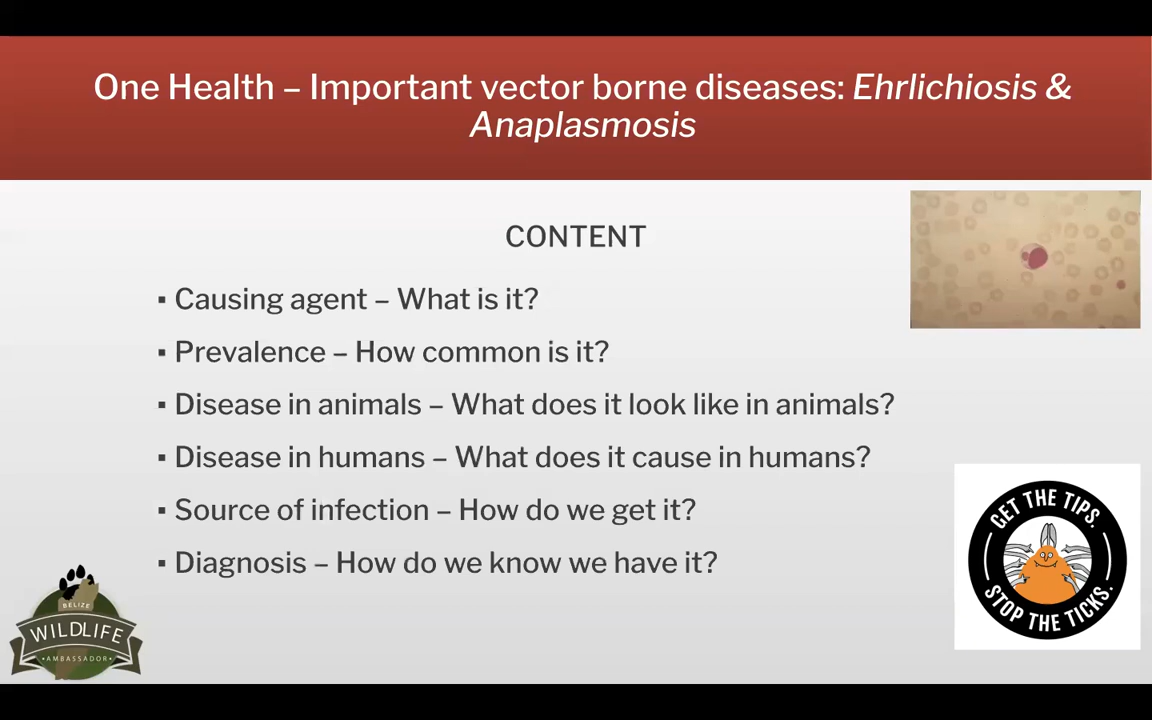 One Health – Important vector borne diseases: Ehrlichiosis &
Anaplasmosis
CONTENT
▪ Causing agent – What is it?
▪ Prevalence – How common is it?
▪ Disease in animals – What does it look like in animals?
▪ Disease in humans – What does it cause in humans?
▪ Source of infection – How do we get it?
▪ Diagnosis – How do we know we have it?
GET THE TIPS.
STOP THE TICKS.
BELIZE
WILDLIFE
•AMBASSADOR•